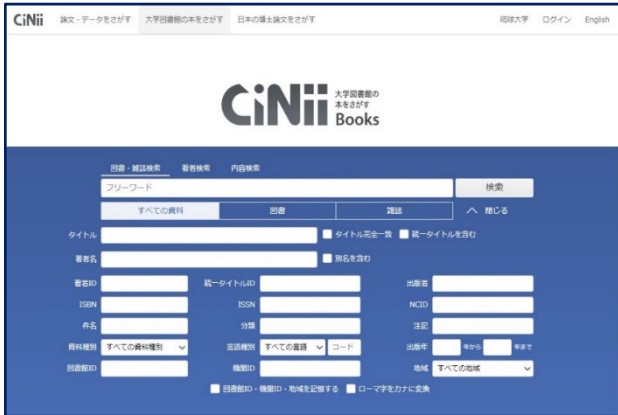 CiNii 論文・データをさがす 大学図書館の本をさがす 日本の博士論文をさがす 琉球大学 ログイン English
CiNii 大学図書館の
本をさがす
Books
図書・雑誌検索 著者検索 内容検索
フリーワード 検索
すべての資料 図書 雑誌 閉じる
タイトル タイトル完全一致 統一タイトルを含む
著者名 別名を含む
著者ID 統一タイトルID 出版者
ISBN ISSN NCID
件名 分類 注記
資料種別 すべての資料種別 言語種別 すべての言語 コード 出版年 年から 年まで
図書館ID 機関ID 地域 すべての地域
図書館ID・機関ID・地域を記憶する ローマ字をカナに変換